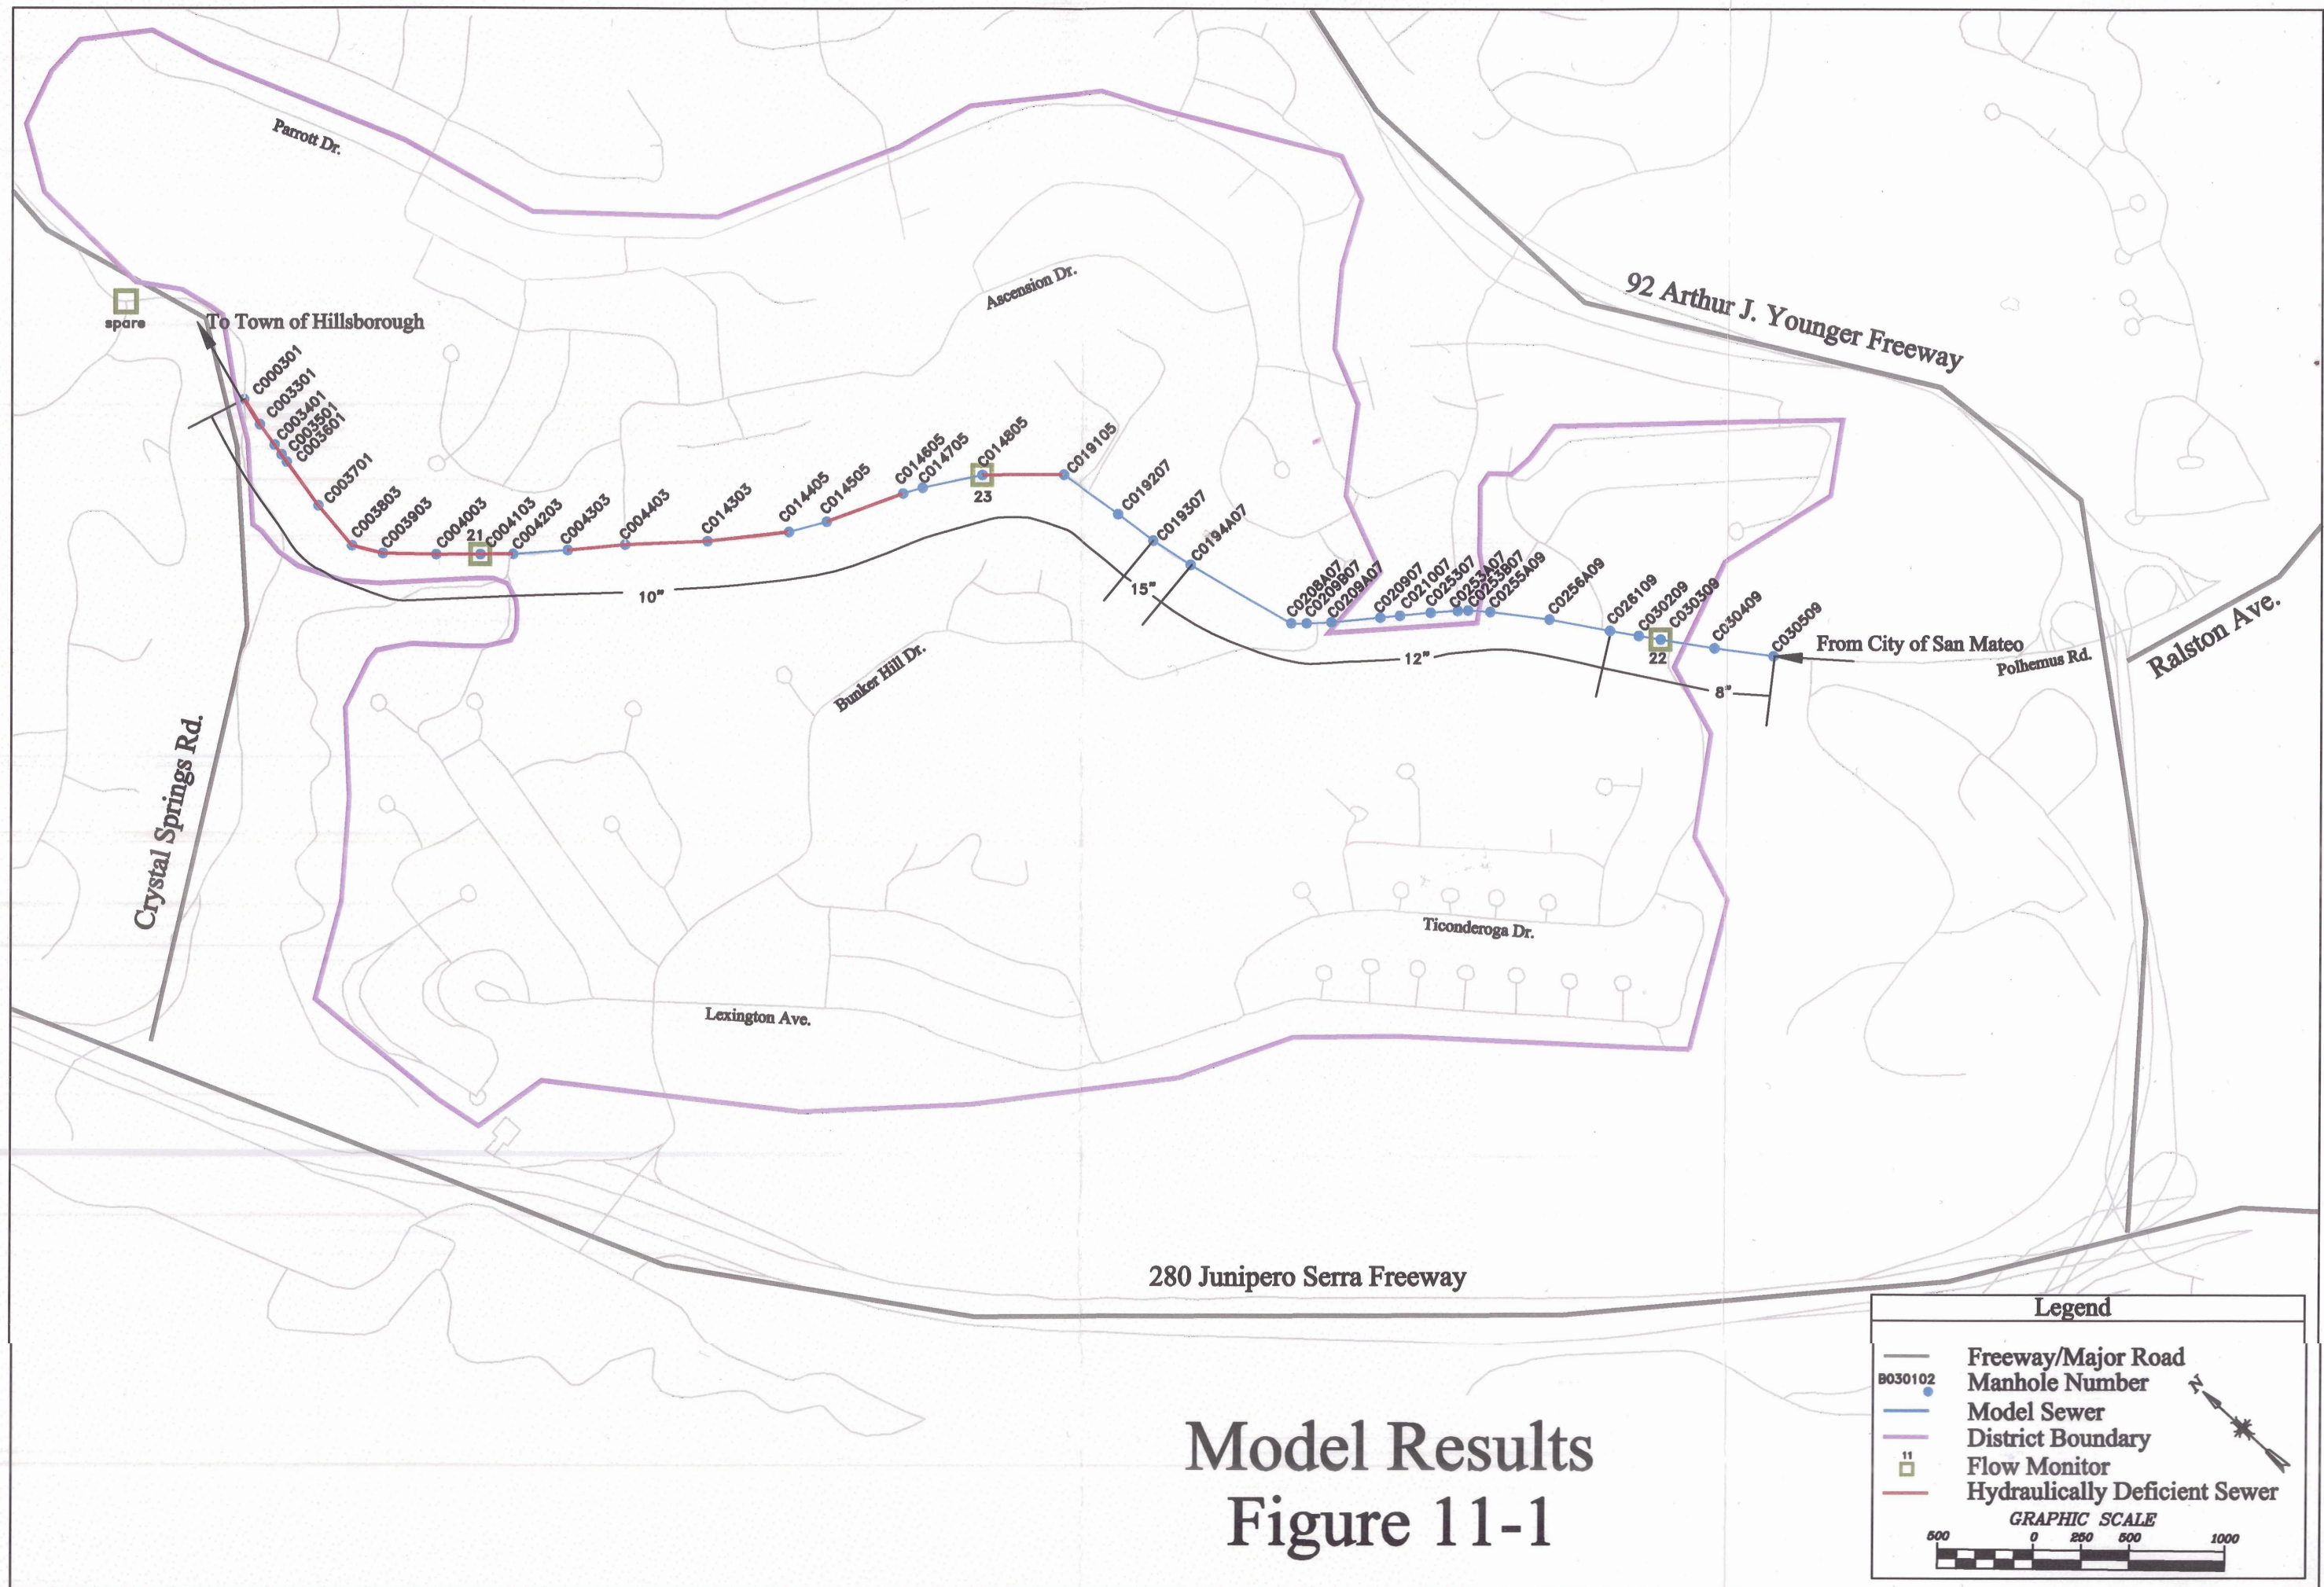 Parrott Dr.
Ascension Dr.
92 Arthur J. Younger Freeway
spare
To Town of Hillsborough
C000301
C003301
C003401
C003501
C003601
C003701
C003803
C003903
C004003
21
C004103
C004203
C004303
C004403
C014303
C014405
C014505
C014605
C014705
C014805
23
C019105
C019207
C019307
C0194A07
C0208A07
C0209B07
C0209A07
C020907
C021007
C025307
C0253A07
C0253B07
C0255A09
C0256A09
C026109
C030209
C030309
22
C030409
C030509
From City of San Mateo
Polhemus Rd.
Ralston Ave.
10"
15"
12"
8"
Bunker Hill Dr.
Crystal Springs Rd.
Ticonderoga Dr.
Lexington Ave.
280 Junipero Serra Freeway
Model Results
Figure 11-1
Legend
Freeway/Major Road
B030102 Manhole Number
Model Sewer
District Boundary
11 Flow Monitor
Hydraulically Deficient Sewer
N
GRAPHIC SCALE
500 0 250 500 1000